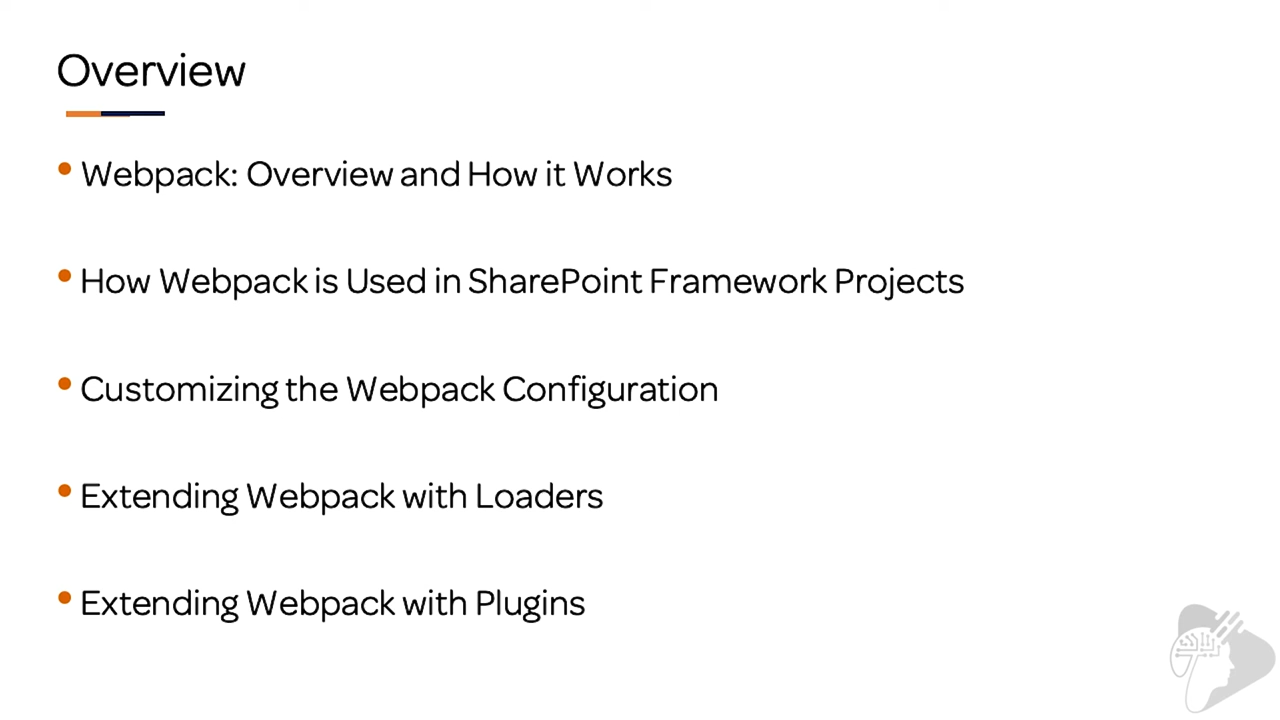 Overview
• Webpack: Overview and How it Works
• How Webpack is Used in SharePoint Framework Projects
• Customizing the Webpack Configuration
• Extending Webpack with Loaders
• Extending Webpack with Plugins